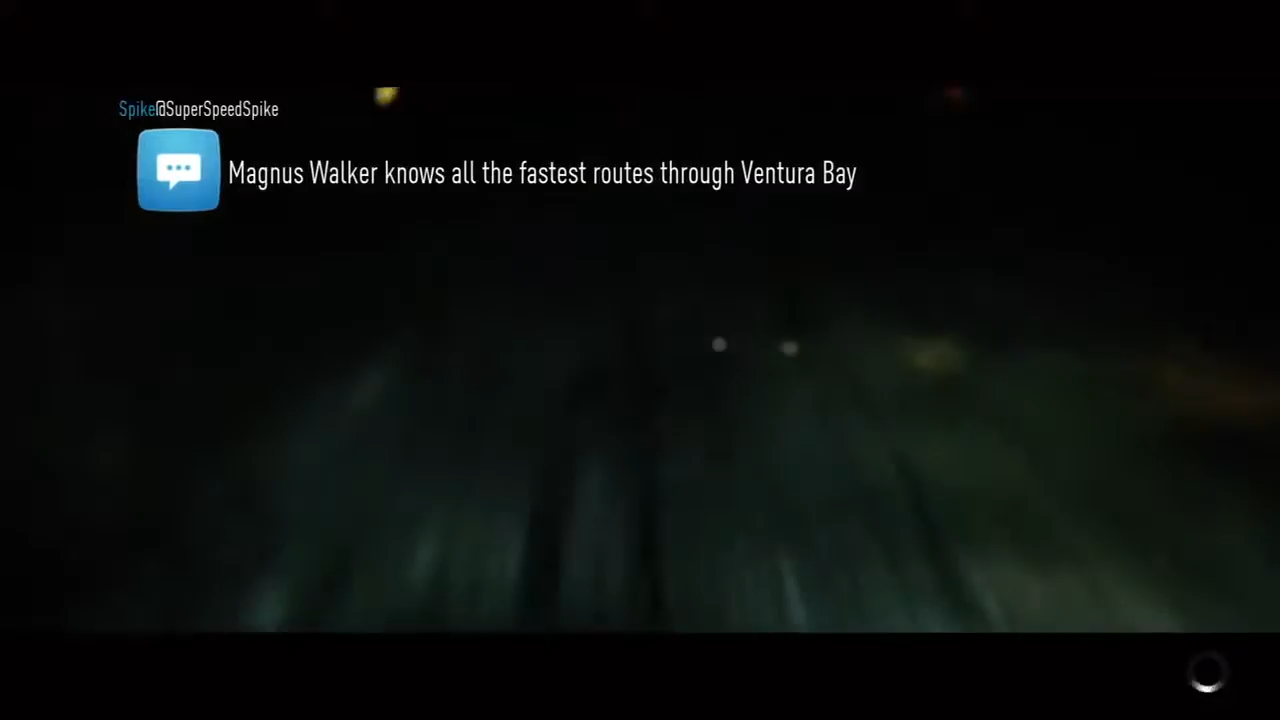 Spike@SuperSpeedSpike
Magnus Walker knows all the fastest routes through Ventura Bay